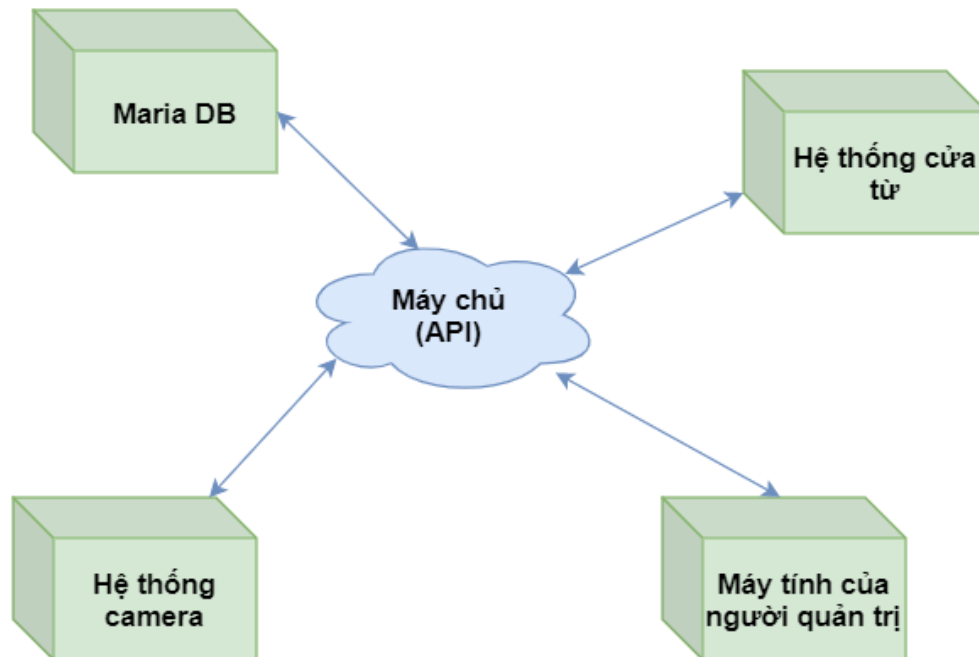 Maria DB
Hệ thống cửa
từ
Máy chủ
(API)
Hệ thống
camera
Máy tính của
người quản trị